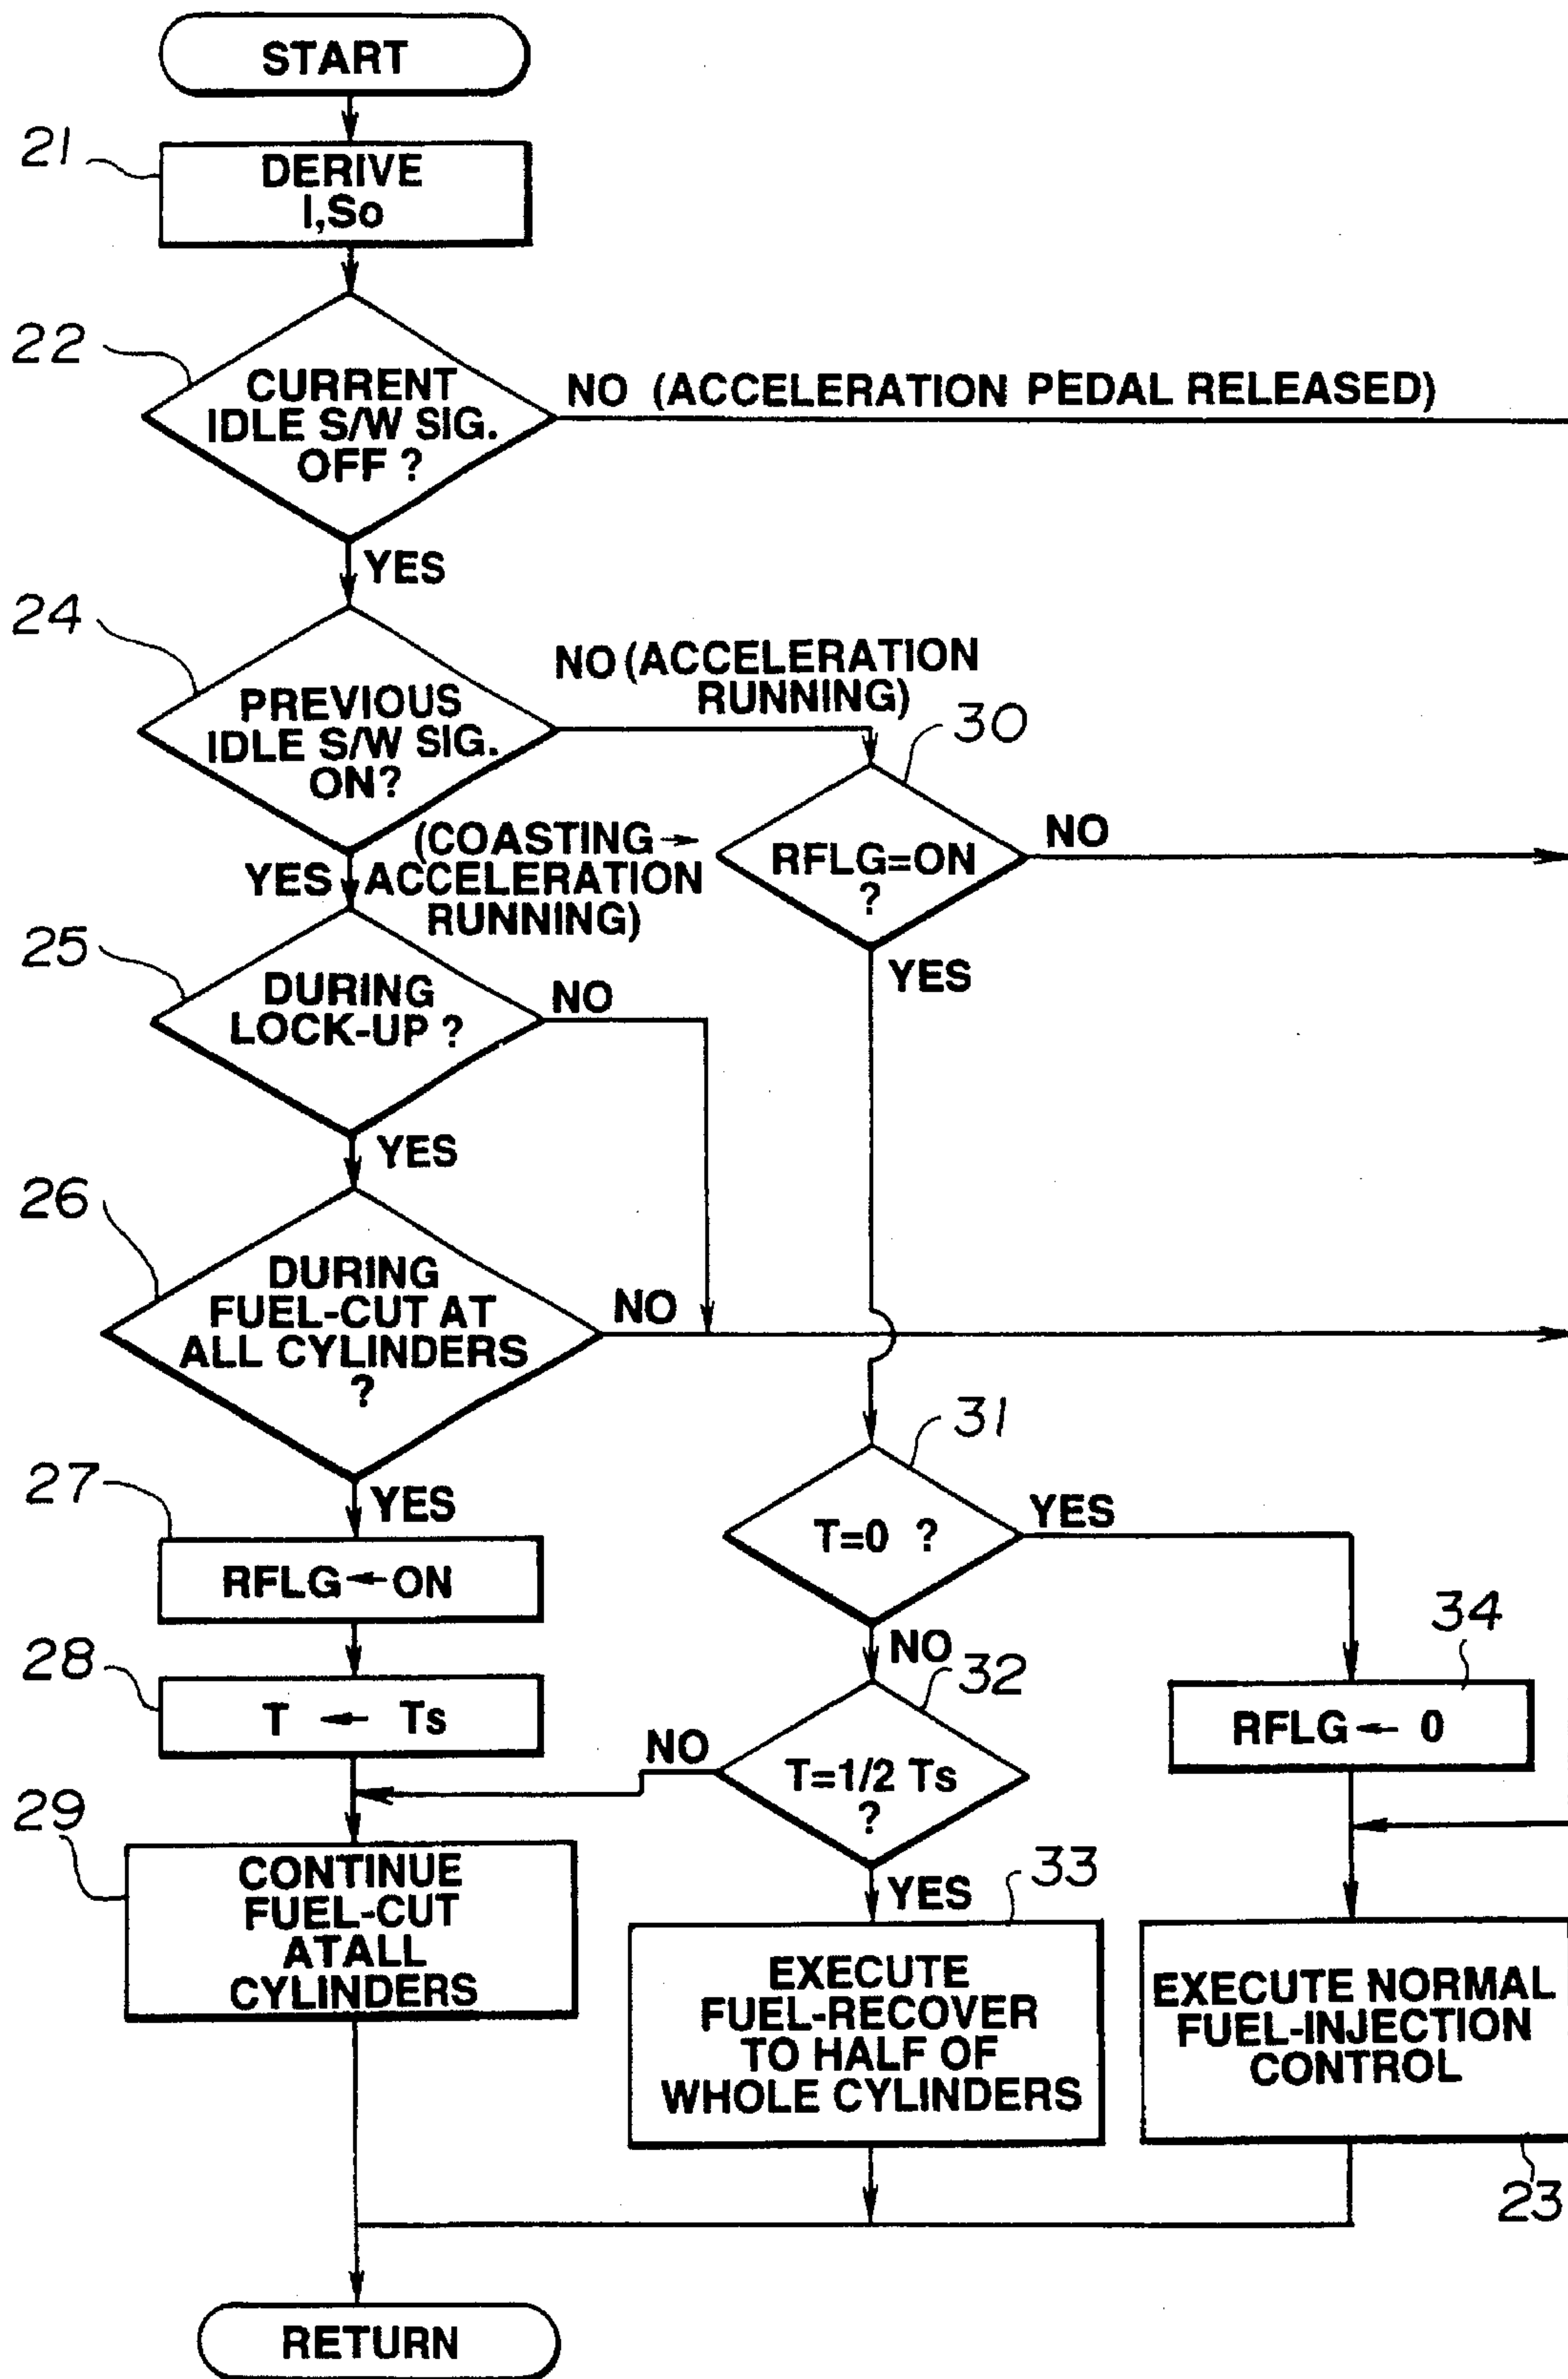 START
21
DERIVE
I,So
22
CURRENT
IDLE S/W SIG.
OFF ?
NO (ACCELERATION PEDAL RELEASED)
YES
24
PREVIOUS
IDLE S/W SIG.
ON?
NO (ACCELERATION
RUNNING)
30
RFLG=ON
?
NO
YES
(COASTING →
YES ACCELERATION
RUNNING)
25
DURING
LOCK-UP ?
NO
YES
26
DURING
FUEL-CUT AT
ALL CYLINDERS
?
NO
YES
31
T=0 ?
YES
NO
27
RFLG ← ON
28
T ← Ts
32
T=1/2 Ts
?
NO
YES
34
RFLG ← 0
29
CONTINUE
FUEL-CUT
ATALL
CYLINDERS
33
EXECUTE
FUEL-RECOVER
TO HALF OF
WHOLE CYLINDERS
EXECUTE NORMAL
FUEL-INJECTION
CONTROL
23
RETURN